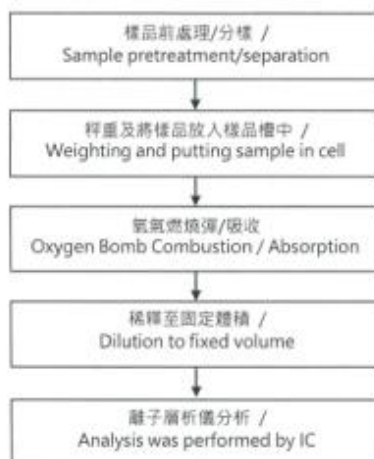 樣品前處理/分樣 /
Sample pretreatment/separation
秤重及將樣品放入樣品槽中 /
Weighting and putting sample in cell
氧氣燃燒彈/吸收
Oxygen Bomb Combustion / Absorption
稀釋至固定體積 /
Dilution to fixed volume
離子層析儀分析 /
Analysis was performed by IC